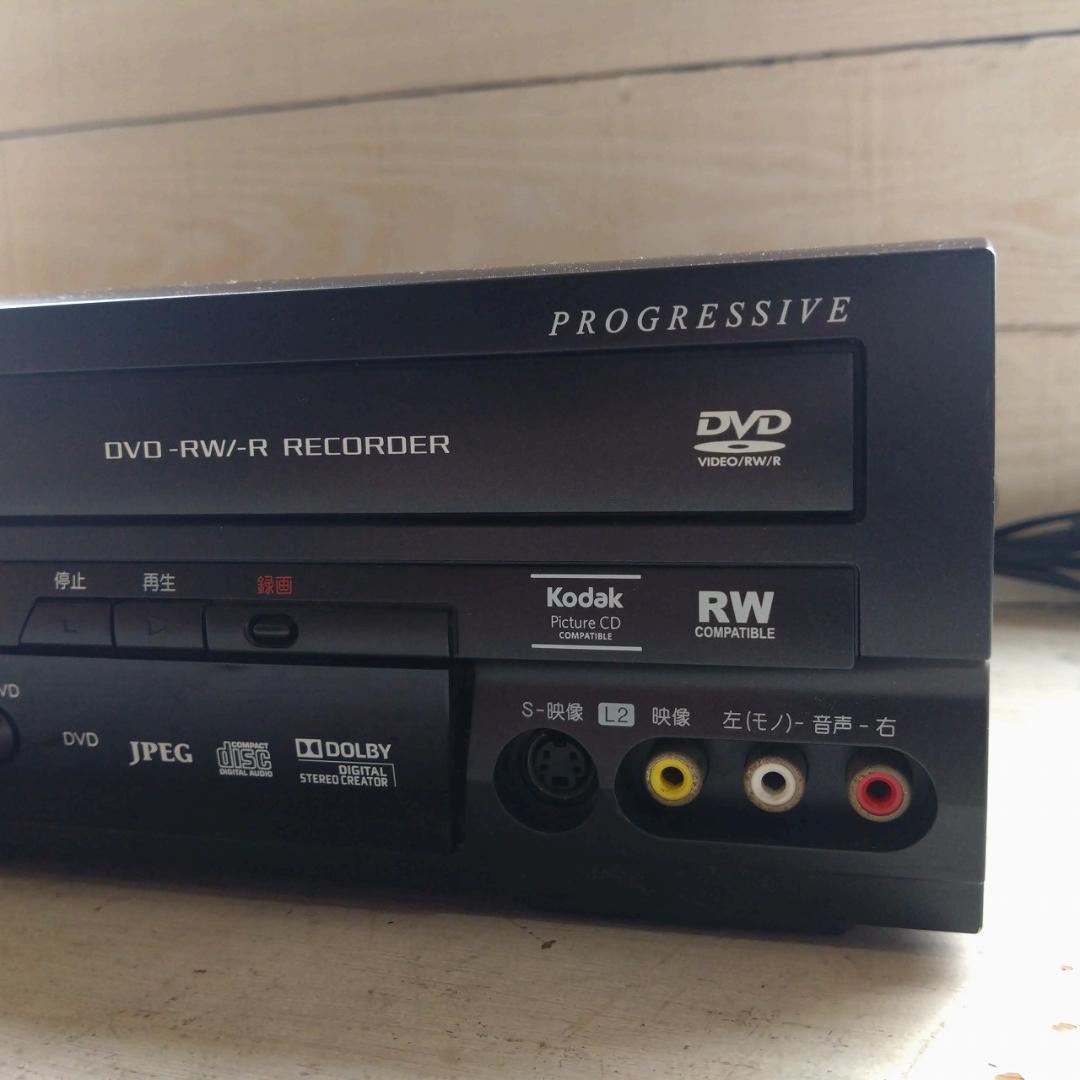 PROGRESSIVE
DVD-RW/-R RECORDER
DVD
VIDEO/RW/R
停止 再生 録画
Kodak
Picture CD
COMPATIBLE
RW
COMPATIBLE
S-映像 L2 映像 左(モノ)- 音声 - 右
VD
DVD
JPEG
COMPACT
disc
DIGITAL AUDIO
DOLBY
DIGITAL
STEREO CREATOR